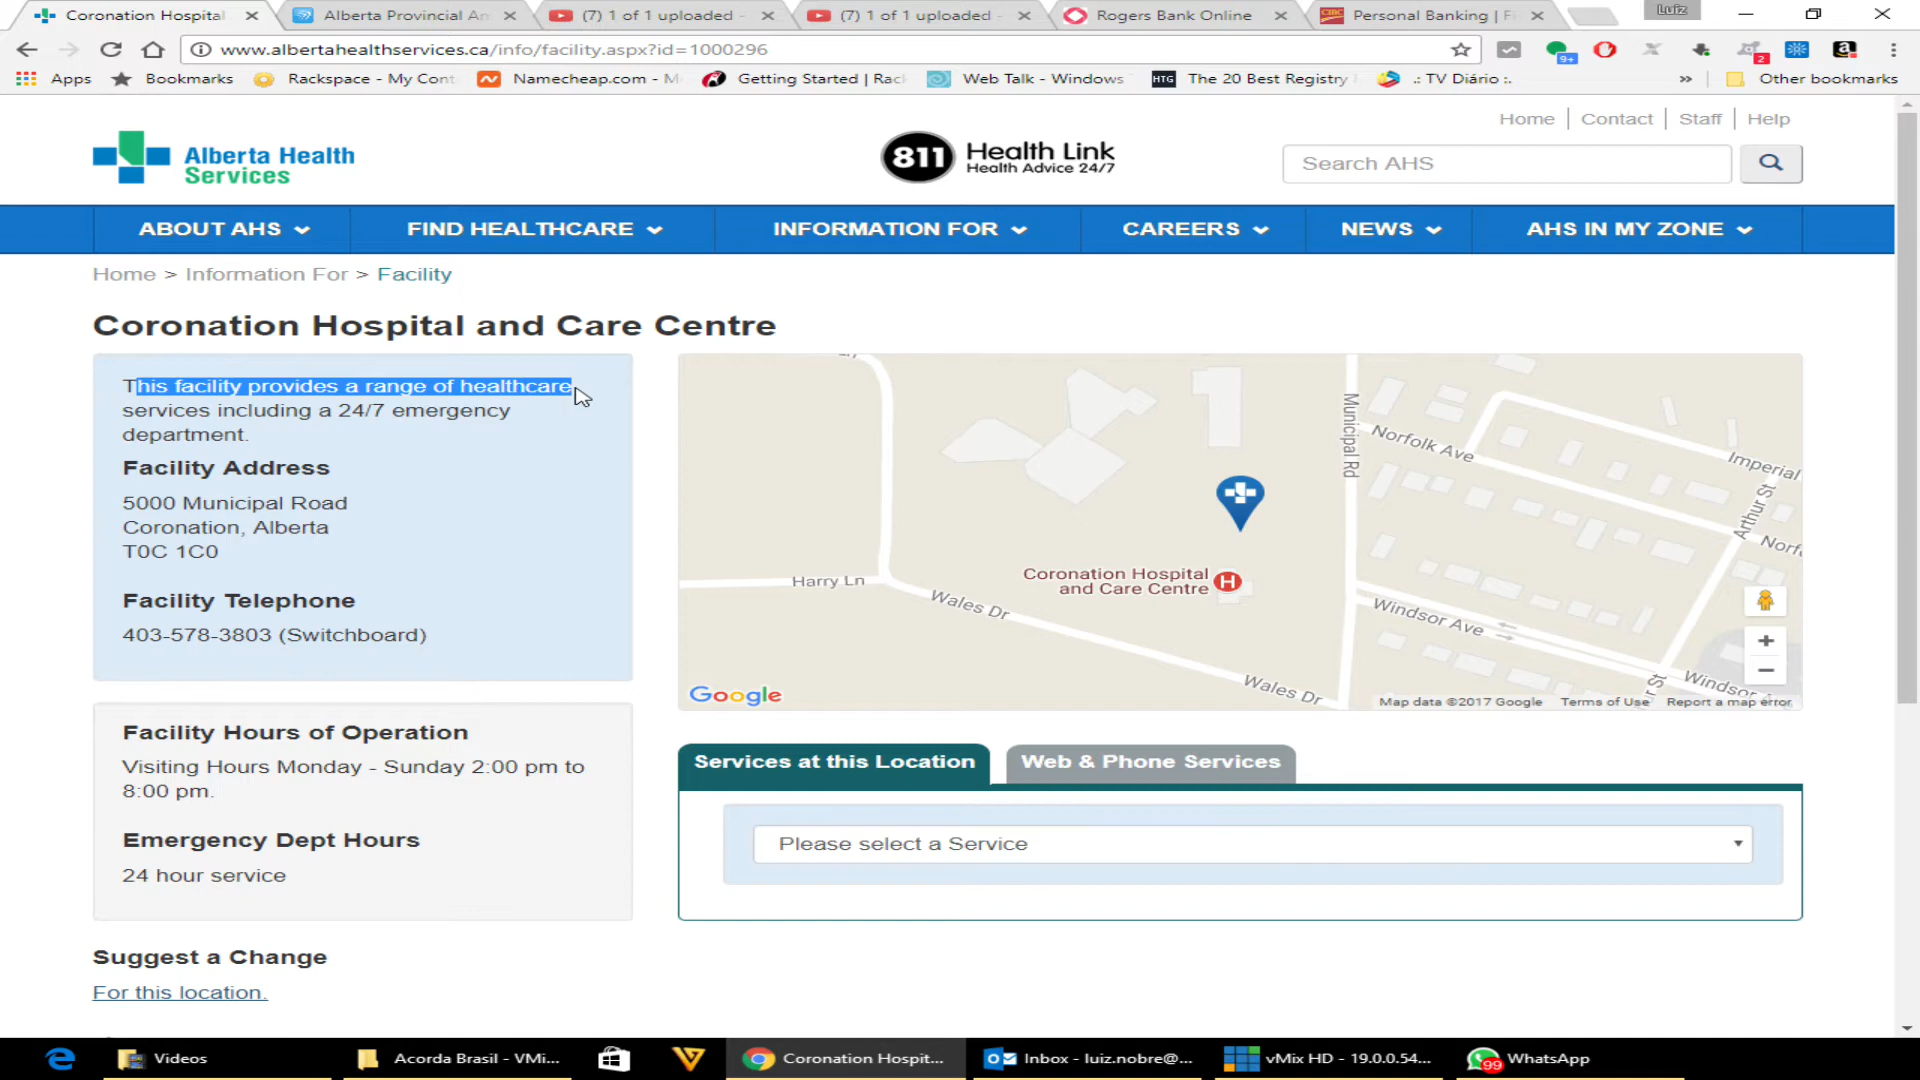 Coronation Hospital
Alberta Provincial An
(7) 1 of 1 uploaded -
(7) 1 of 1 uploaded -
Rogers Bank Online
Personal Banking | Fi
Luiz
www.albertahealthservices.ca/info/facility.aspx?id=1000296
9+
2
Apps
Bookmarks
Rackspace - My Cont
Namecheap.com - M
Getting Started | Rack
Web Talk - Windows
HTG
The 20 Best Registry
.: TV Diário :.
»
Other bookmarks
Home
Contact
Staff
Help
Alberta Health
Services
811
Health Link
Health Advice 24/7
Search AHS
ABOUT AHS
FIND HEALTHCARE
INFORMATION FOR
CAREERS
NEWS
AHS IN MY ZONE
Home > Information For > Facility
Coronation Hospital and Care Centre
This facility provides a range of healthcare
services including a 24/7 emergency
department.
Facility Address
5000 Municipal Road
Coronation, Alberta
T0C 1C0
Facility Telephone
403-578-3803 (Switchboard)
Municipal Rd
Norfolk Ave
Imperial
Arthur St
Norfo
Harry Ln
Wales Dr
Coronation Hospital
and Care Centre
H
Windsor Ave
Wales Dr
Windsor
Google
Map data ©2017 Google
Terms of Use
Report a map error
Facility Hours of Operation
Visiting Hours Monday - Sunday 2:00 pm to
8:00 pm.
Emergency Dept Hours
24 hour service
Services at this Location
Web & Phone Services
Please select a Service
Suggest a Change
For this location.
Videos
Acorda Brasil - VMi...
Coronation Hospit...
Inbox - luiz.nobre@...
vMix HD - 19.0.0.54...
99
WhatsApp